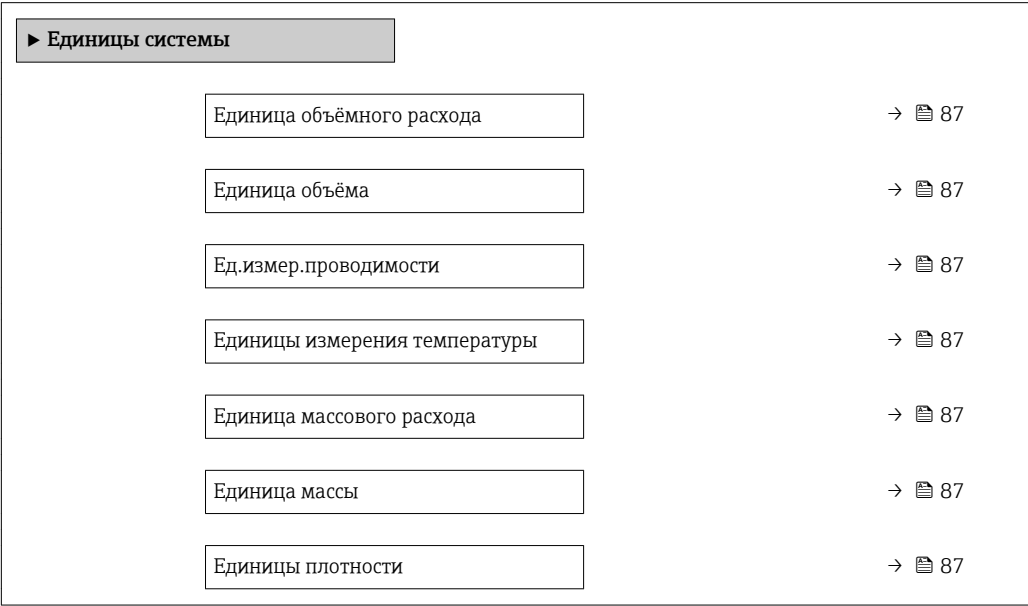 ► Единицы системы
Единица объёмного расхода → 87
Единица объёма → 87
Ед.измер.проводимости → 87
Единицы измерения температуры → 87
Единица массового расхода → 87
Единица массы → 87
Единицы плотности → 87